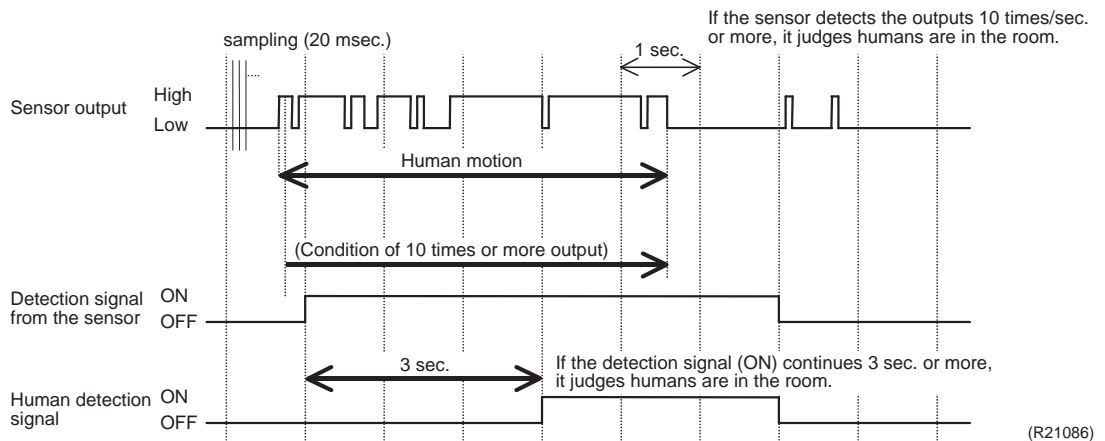 If the sensor detects the outputs 10 times/sec.
or more, it judges humans are in the room.
sampling (20 msec.)
1 sec.
Sensor output
High
Low
Human motion
(Condition of 10 times or more output)
Detection signal
from the sensor
ON
OFF
3 sec.
If the detection signal (ON) continues 3 sec. or more,
it judges humans are in the room.
Human detection
signal
ON
OFF
(R21086)